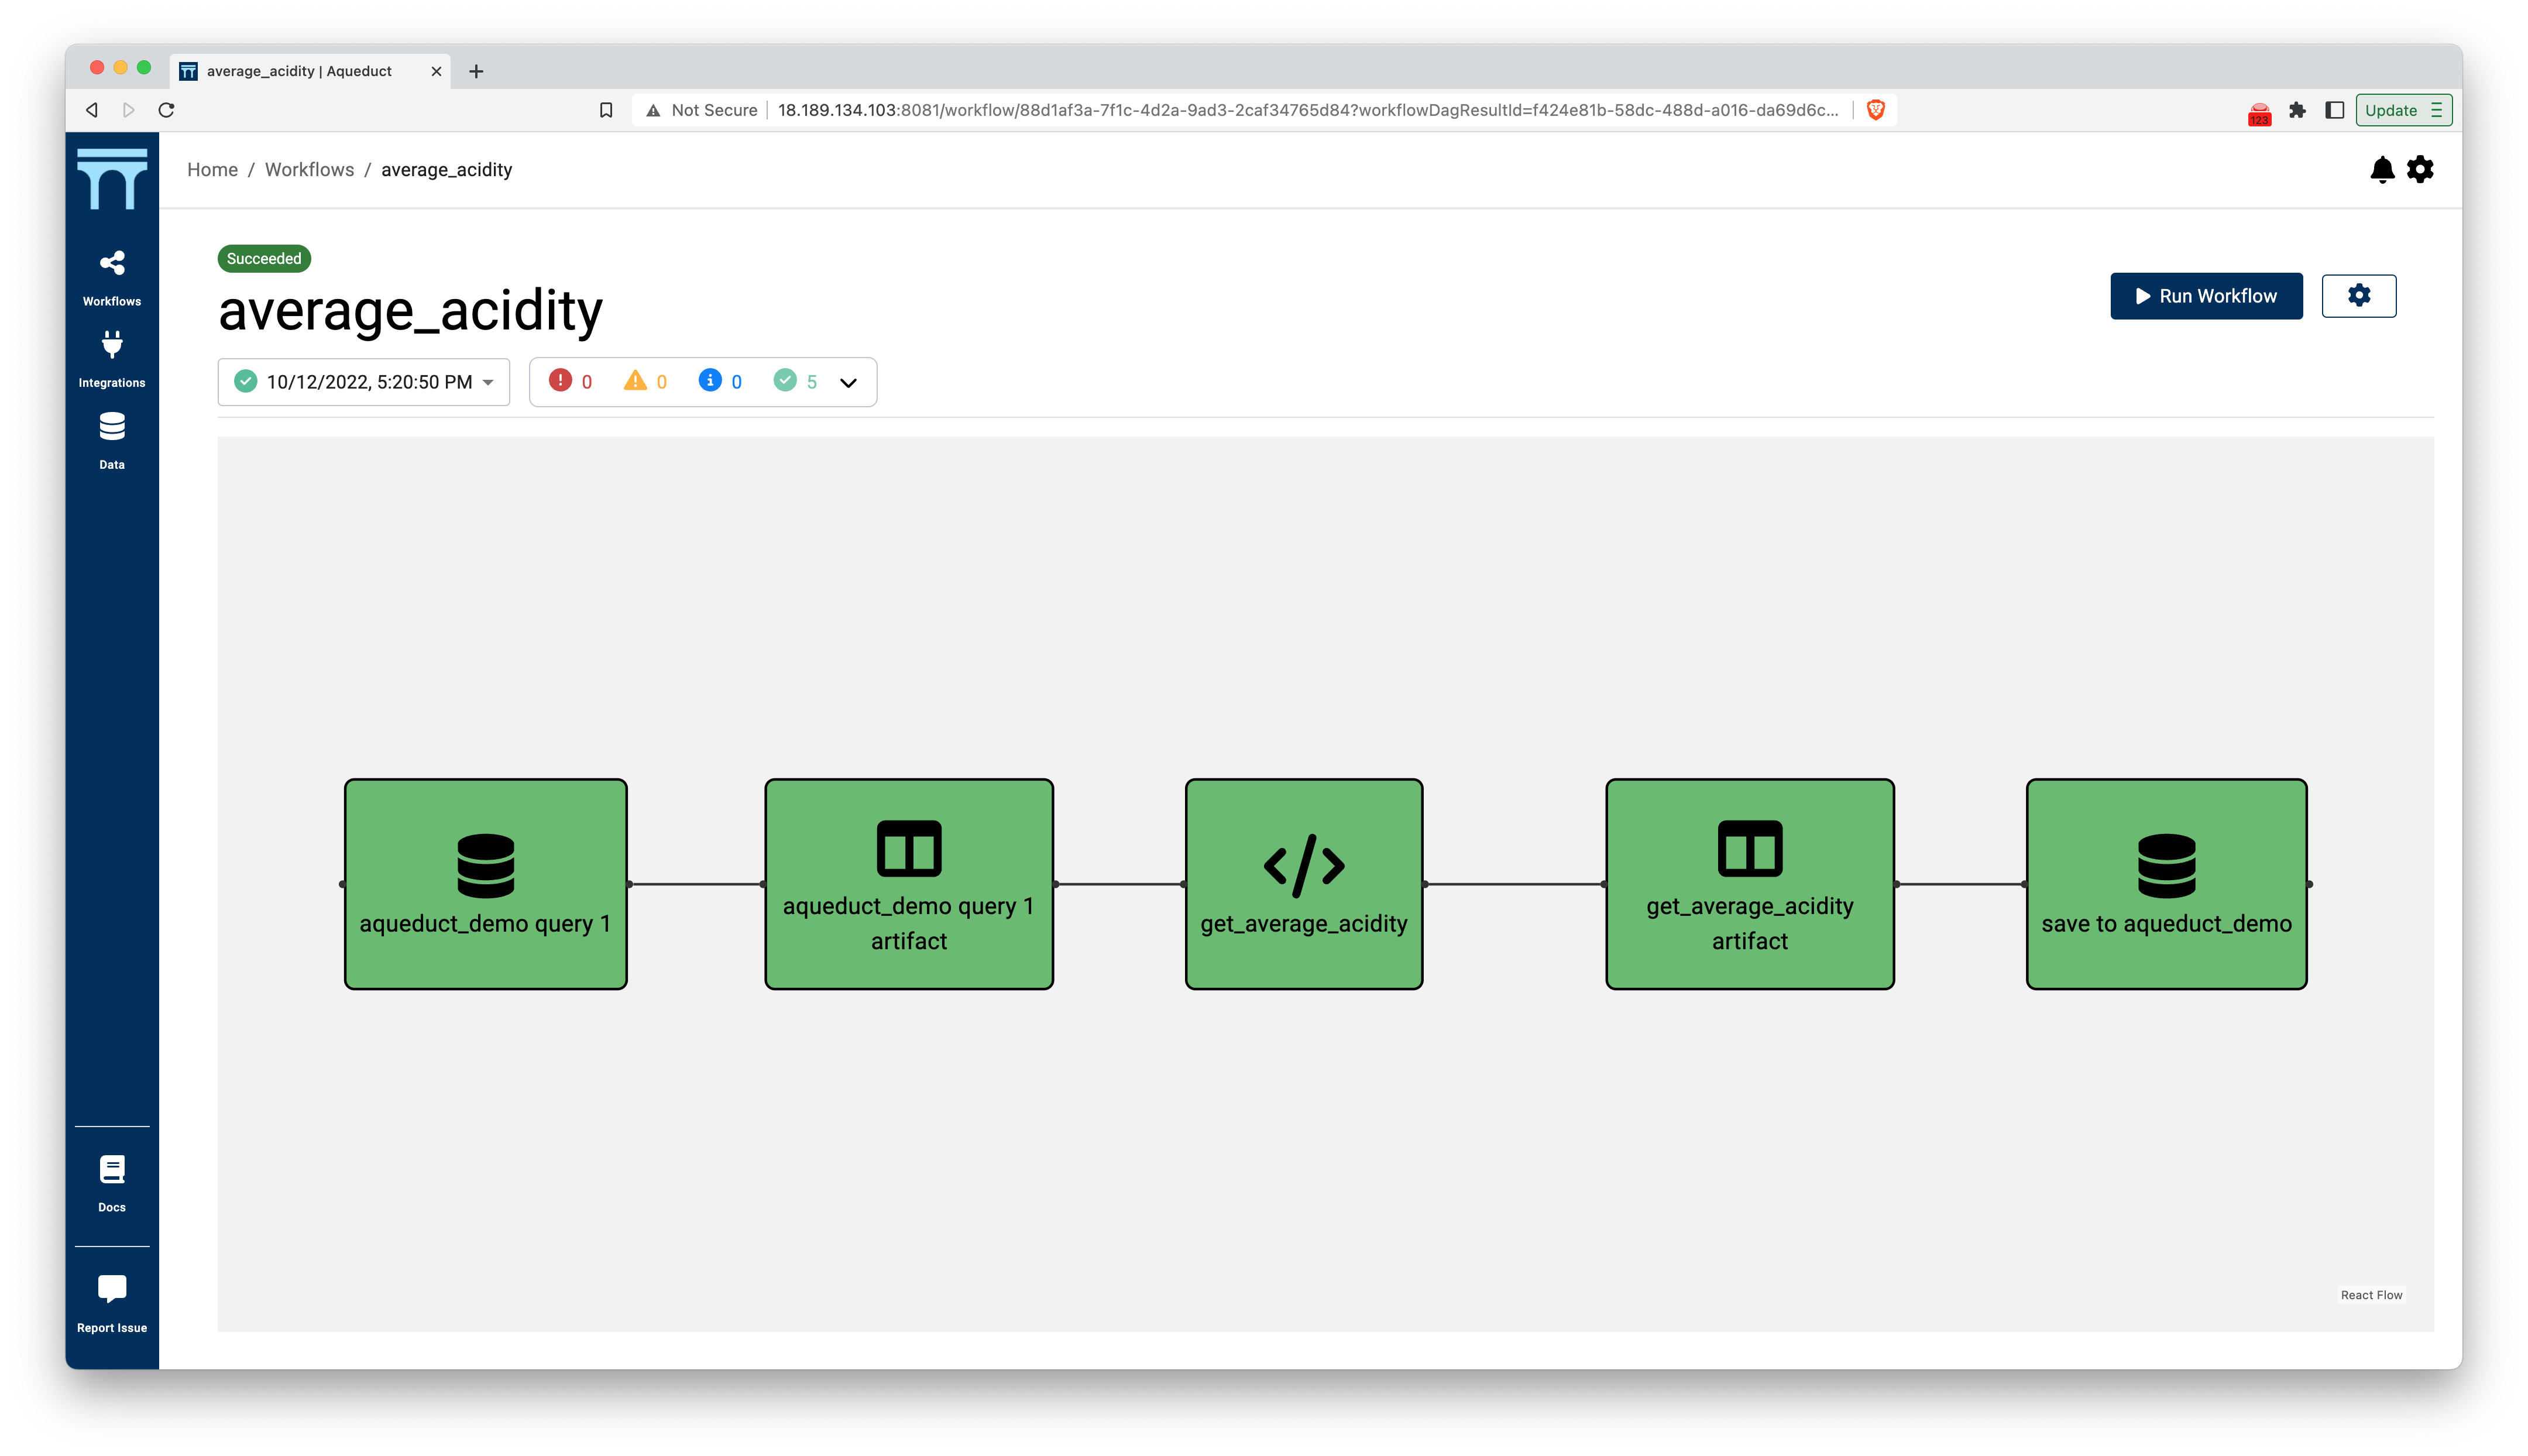 average_acidity | Aqueduct
Not Secure
18.189.134.103:8081/workflow/88d1af3a-7f1c-4d2a-9ad3-2caf34765d84?workflowDagResultId=f424e81b-58dc-488d-a016-da69d6c...
123
Update
Home / Workflows / average_acidity
Workflows
Integrations
Data
Docs
Report Issue
Succeeded
average_acidity
Run Workflow
10/12/2022, 5:20:50 PM
0 0 0 5
aqueduct_demo query 1
aqueduct_demo query 1
artifact
get_average_acidity
get_average_acidity
artifact
save to aqueduct_demo
React Flow